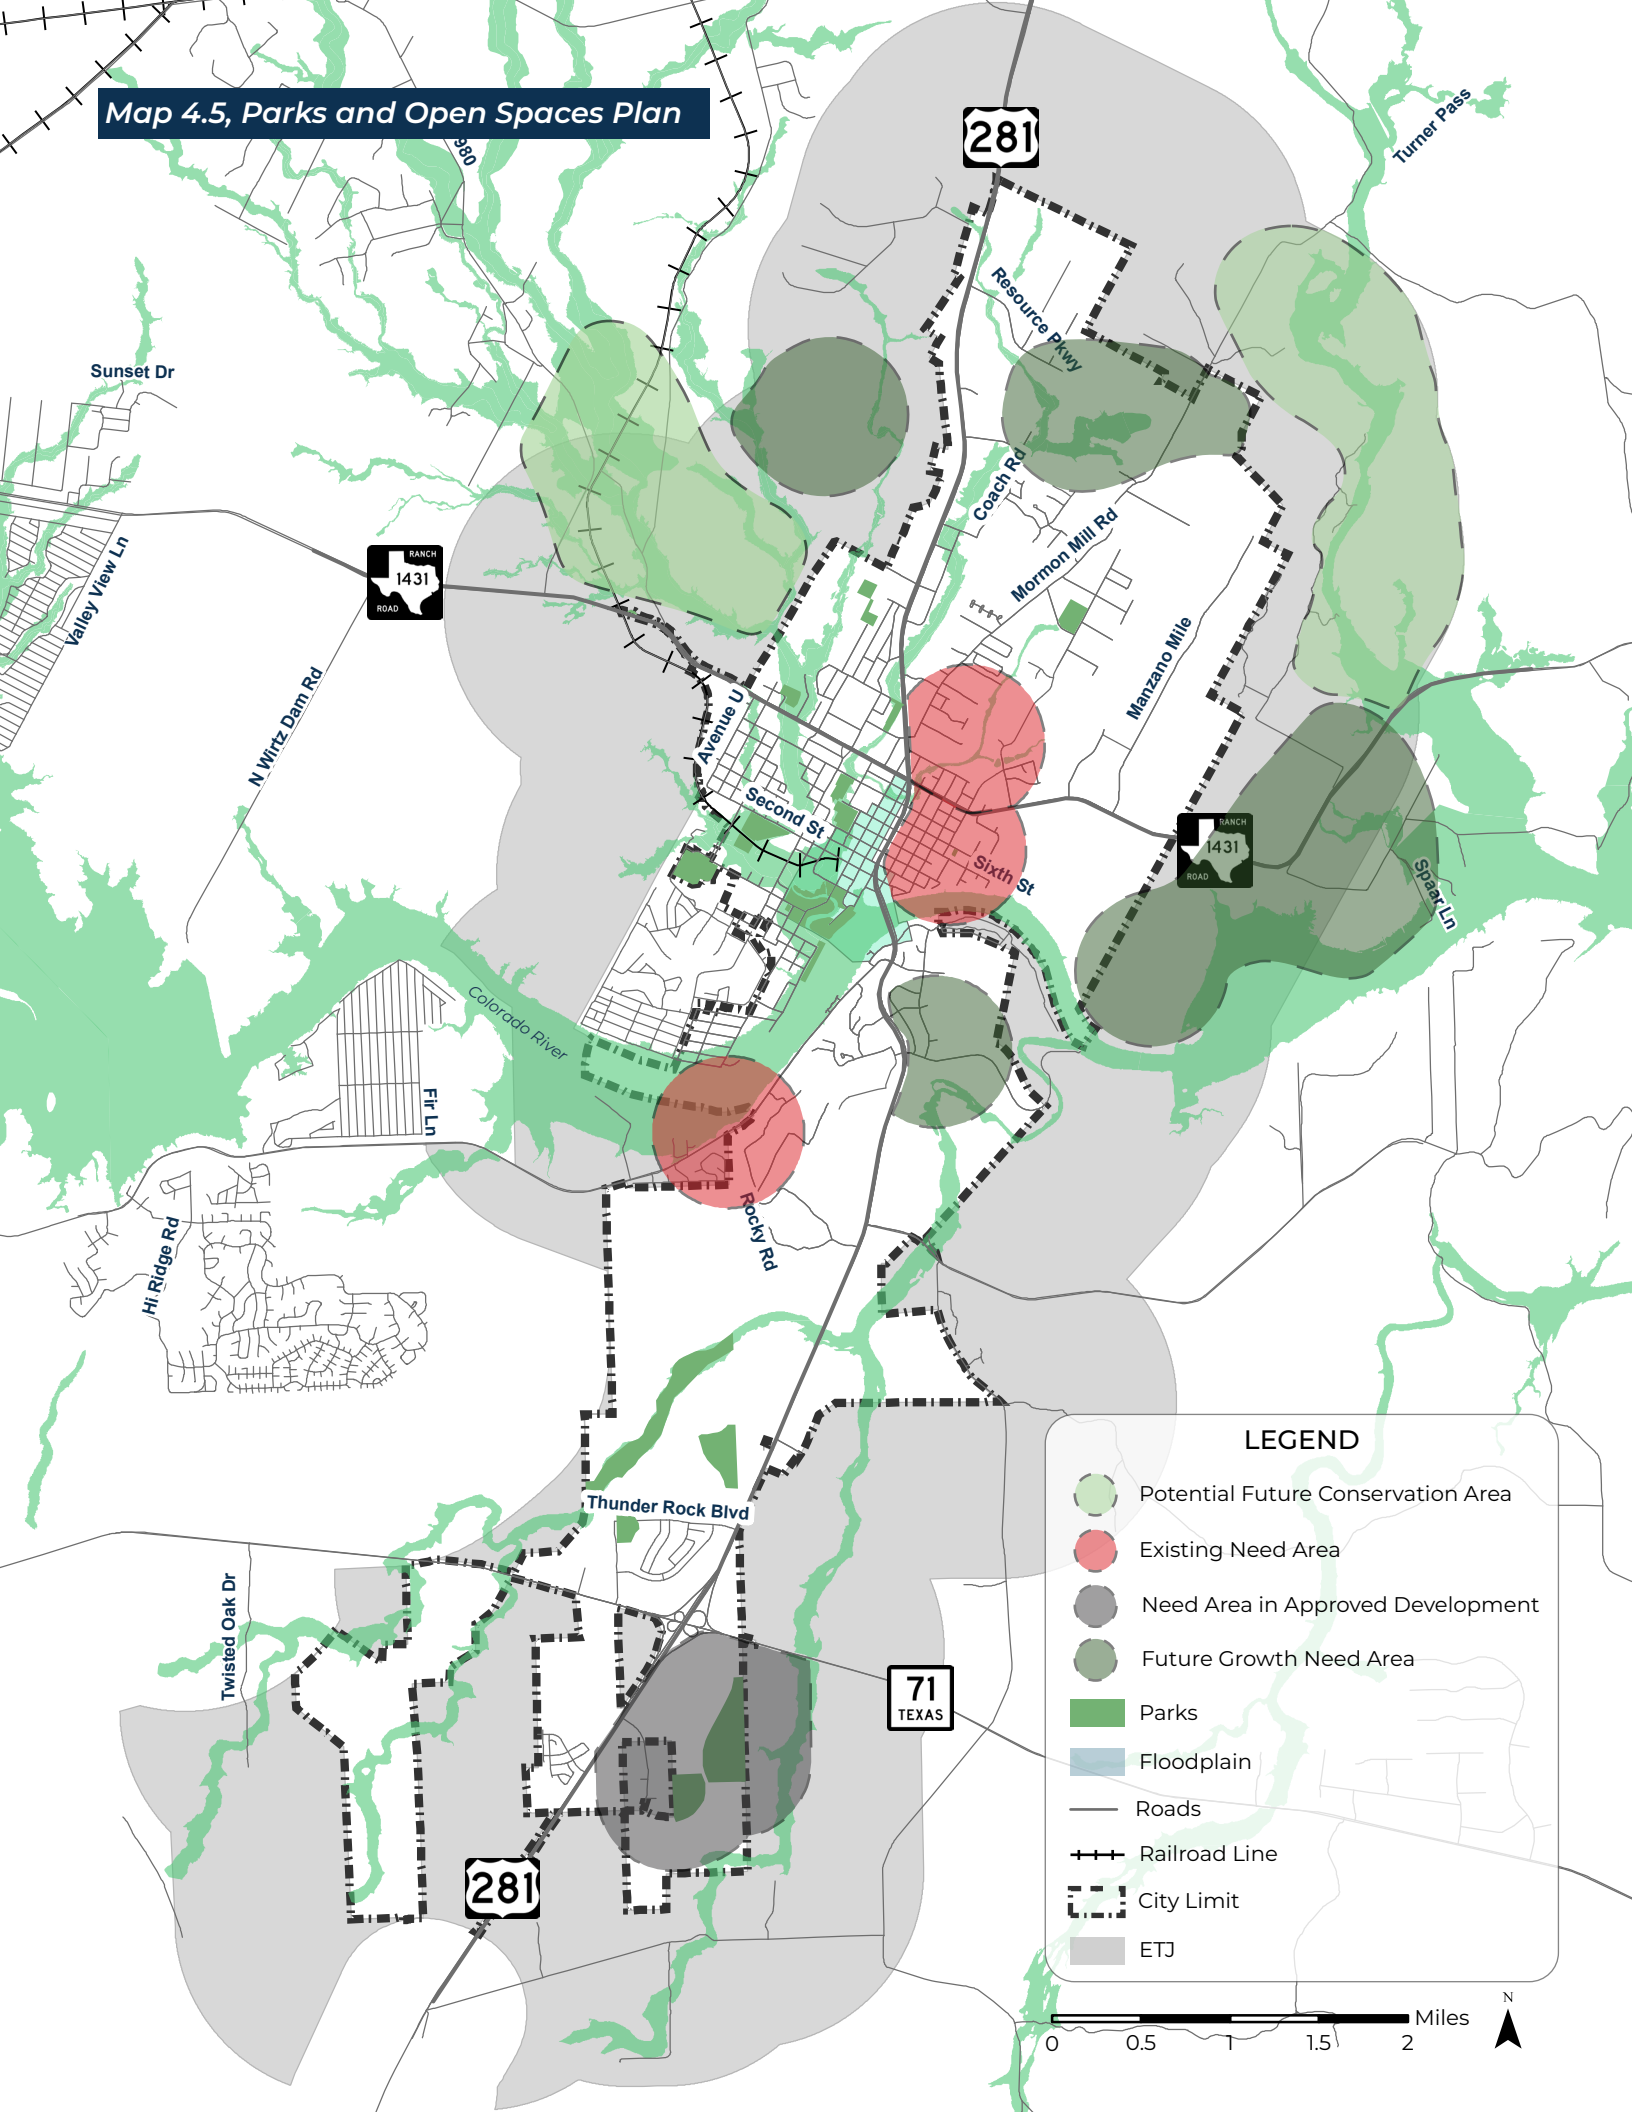 281
Turner Pass
Map 4.5, Parks and Open Spaces Plan
980
Resource Pkwy
Sunset Dr
Coach Rd
Mormon Mill Rd
Valley View Ln
RANCH
1431
ROAD
Manzano Mile
N Wirtz Dam Rd
Avenue U
Second St
RANCH
1431
ROAD
Sixth St
Spaar Ln
Colorado River
Fir Ln
Rocky Rd
Hi Ridge Rd
Thunder Rock Blvd
Twisted Oak Dr
71
TEXAS
281
LEGEND
Potential Future Conservation Area
Existing Need Area
Need Area in Approved Development
Future Growth Need Area
Parks
Floodplain
Roads
Railroad Line
City Limit
ETJ
N
Miles
0 0.5 1 1.5 2